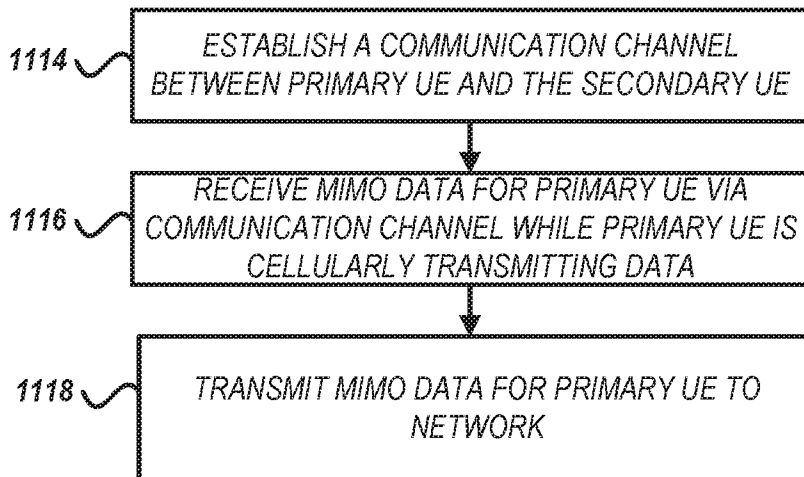 1114
ESTABLISH A COMMUNICATION CHANNEL
BETWEEN PRIMARY UE AND THE SECONDARY UE
1116
RECEIVE MIMO DATA FOR PRIMARY UE VIA
COMMUNICATION CHANNEL WHILE PRIMARY UE IS
CELLULARLY TRANSMITTING DATA
1118
TRANSMIT MIMO DATA FOR PRIMARY UE TO
NETWORK